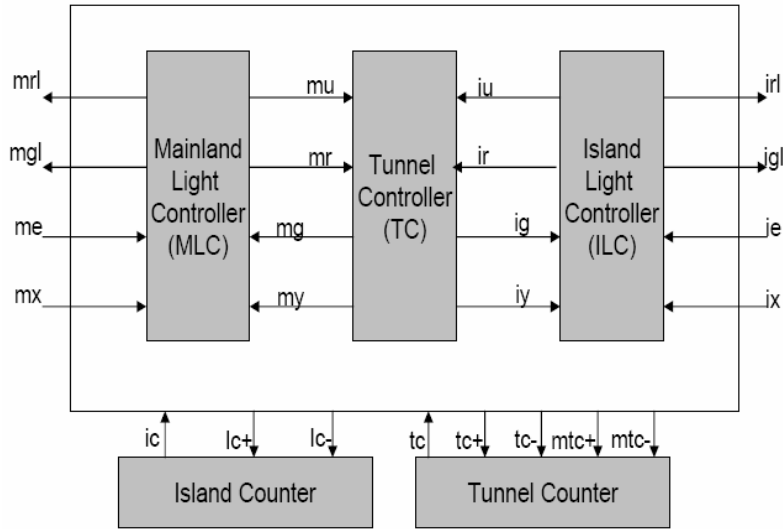 mrl mu iu irl
mgl mr ir igl
Mainland
Light
Controller
(MLC)
Tunnel
Controller
(TC)
Island
Light
Controller
(ILC)
me mg ig ie
mx my iy ix
ic Ic+ Ic- tc tc+ tc- mtc+ mtc-
Island Counter Tunnel Counter